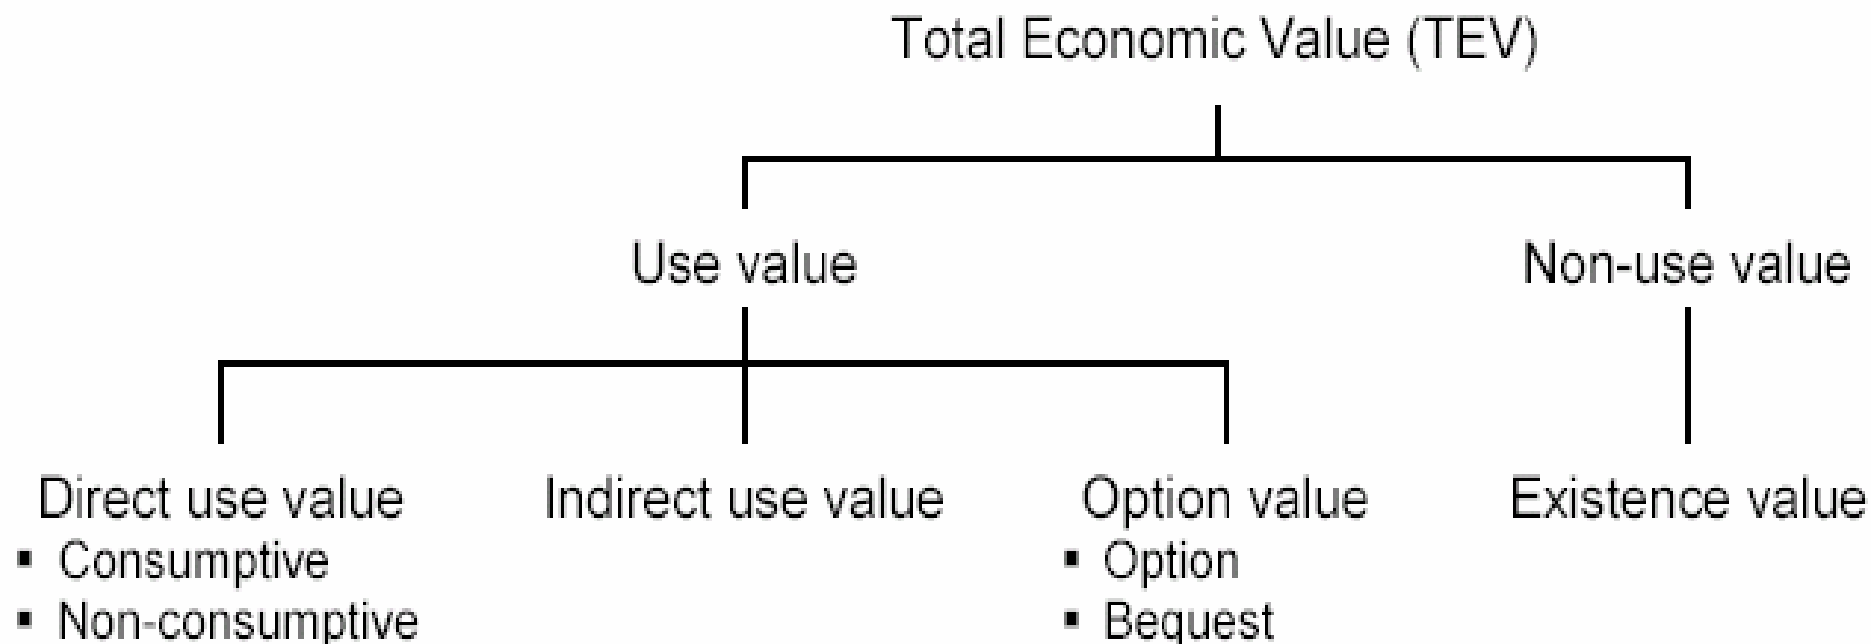 Total Economic Value (TEV)
Use value
Non-use value
Direct use value
▪ Consumptive
▪ Non-consumptive
Indirect use value
Option value
▪ Option
▪ Bequest
Existence value